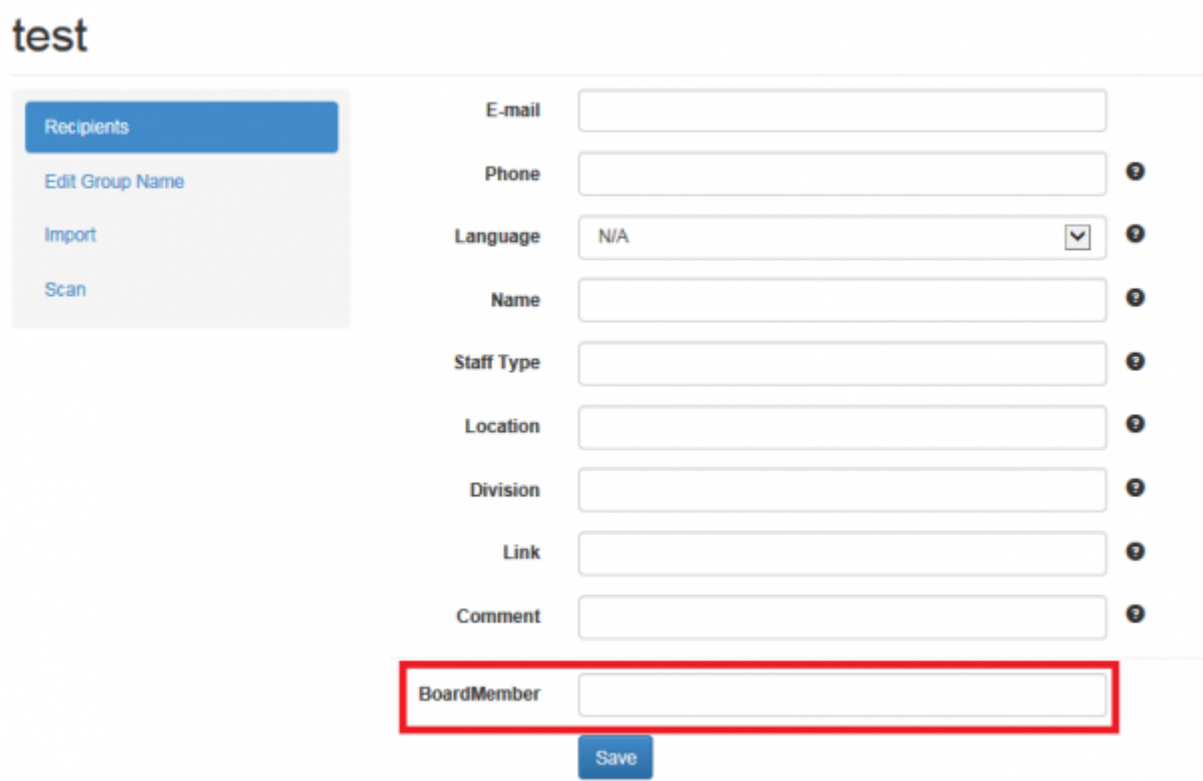 test
Recipients
Edit Group Name
Import
Scan
E-mail
Phone
Language N/A
Name
Staff Type
Location
Division
Link
Comment
BoardMember
Save